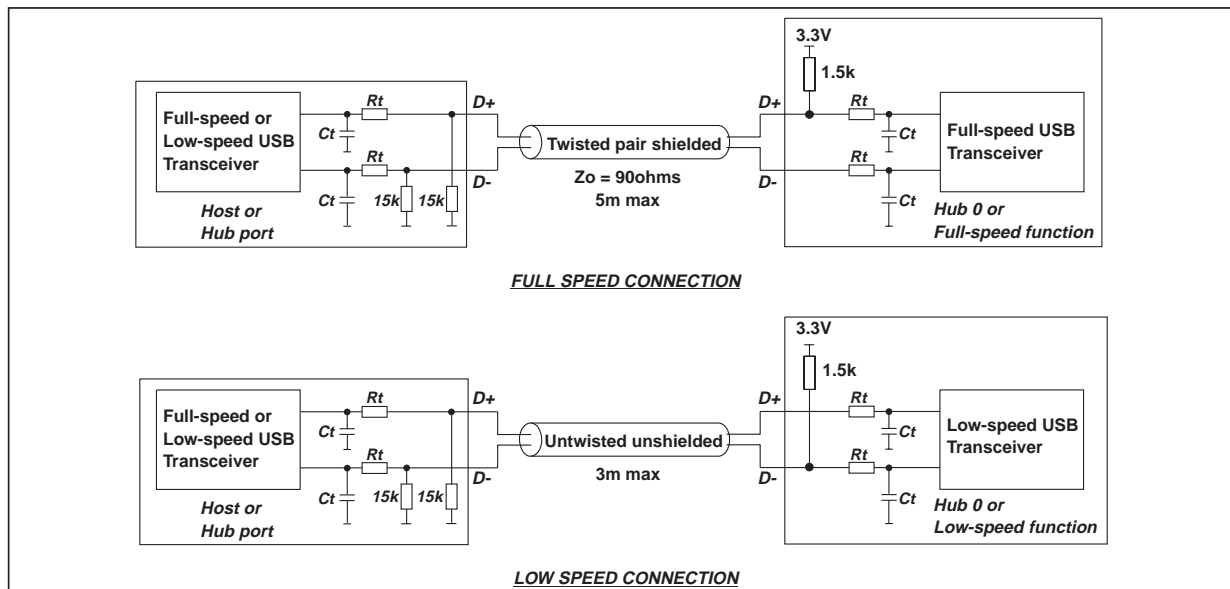 3.3V
1.5k
Rt
D+
Rt
Full-speed or
Low-speed USB
Transceiver
Ct
Twisted pair shielded
Ct
Full-speed USB
Transceiver
Rt
D-
Rt
Zo = 90ohms
5m max
Ct
15k
15k
Ct
Host or
Hub port
Hub 0 or
Full-speed function
FULL SPEED CONNECTION
3.3V
1.5k
Rt
D+
Rt
Full-speed or
Low-speed USB
Transceiver
Ct
Untwisted unshielded
Ct
Low-speed USB
Transceiver
Rt
D-
Rt
3m max
Ct
15k
15k
Ct
Host or
Hub port
Hub 0 or
Low-speed function
LOW SPEED CONNECTION